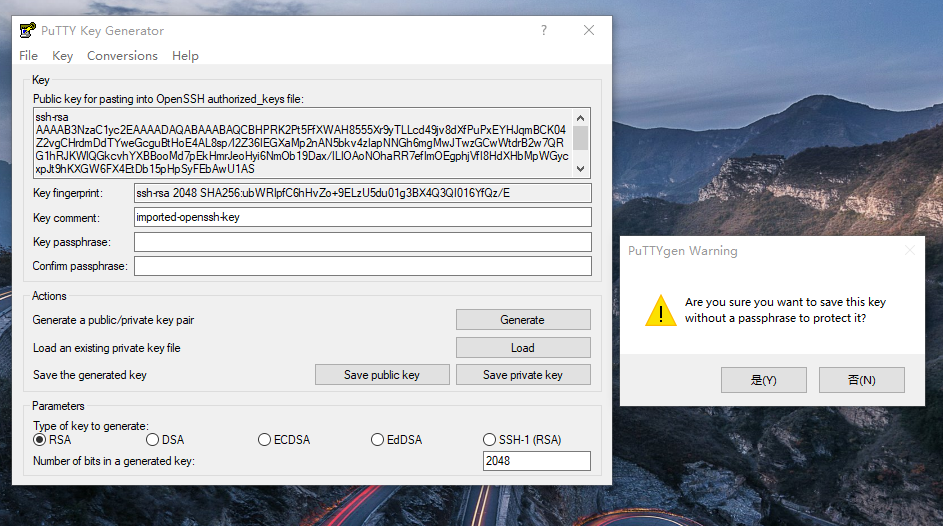 PuTTY Key Generator
File Key Conversions Help
Key
Public key for pasting into OpenSSH authorized_keys file:
ssh-rsa
AAAAB3NzaC1yc2EAAAADAQABAAABAQCBHPRK2Pt5FfXWAH8555Xr9yTLLcd49jv8dXfPuPxEYHJqmBCK04
Z2vgCHrdmDdTYweGcguBtHoE4AL8sp/I2Z36IEGXaMp2nAN5bkv4zIapNNGh6mgMwJTwzGCwWtdrB2w7QR
G1hRJKWlQGkcvhYXBBooMd7pEkHmrJeoHyi6NmOb19Dax/ILlOAoNOhaRR7efImOEgphjVfI8HdXHbMpWGyc
xpJt9hKXGW6FX4EtDb15pHpSyFEbAwU1AS
Key fingerprint: ssh-rsa 2048 SHA256:ubWRlpfC6hHvZo+9ELzU5du01g3BX4Q3QI016YfQz/E
Key comment: imported-openssh-key
Key passphrase:
Confirm passphrase:
Actions
Generate a public/private key pair Generate
Load an existing private key file Load
Save the generated key Save public key Save private key
Parameters
Type of key to generate:
RSA DSA ECDSA EdDSA SSH-1 (RSA)
Number of bits in a generated key: 2048
PuTTYgen Warning
Are you sure you want to save this key
without a passphrase to protect it?
是(Y) 否(N)